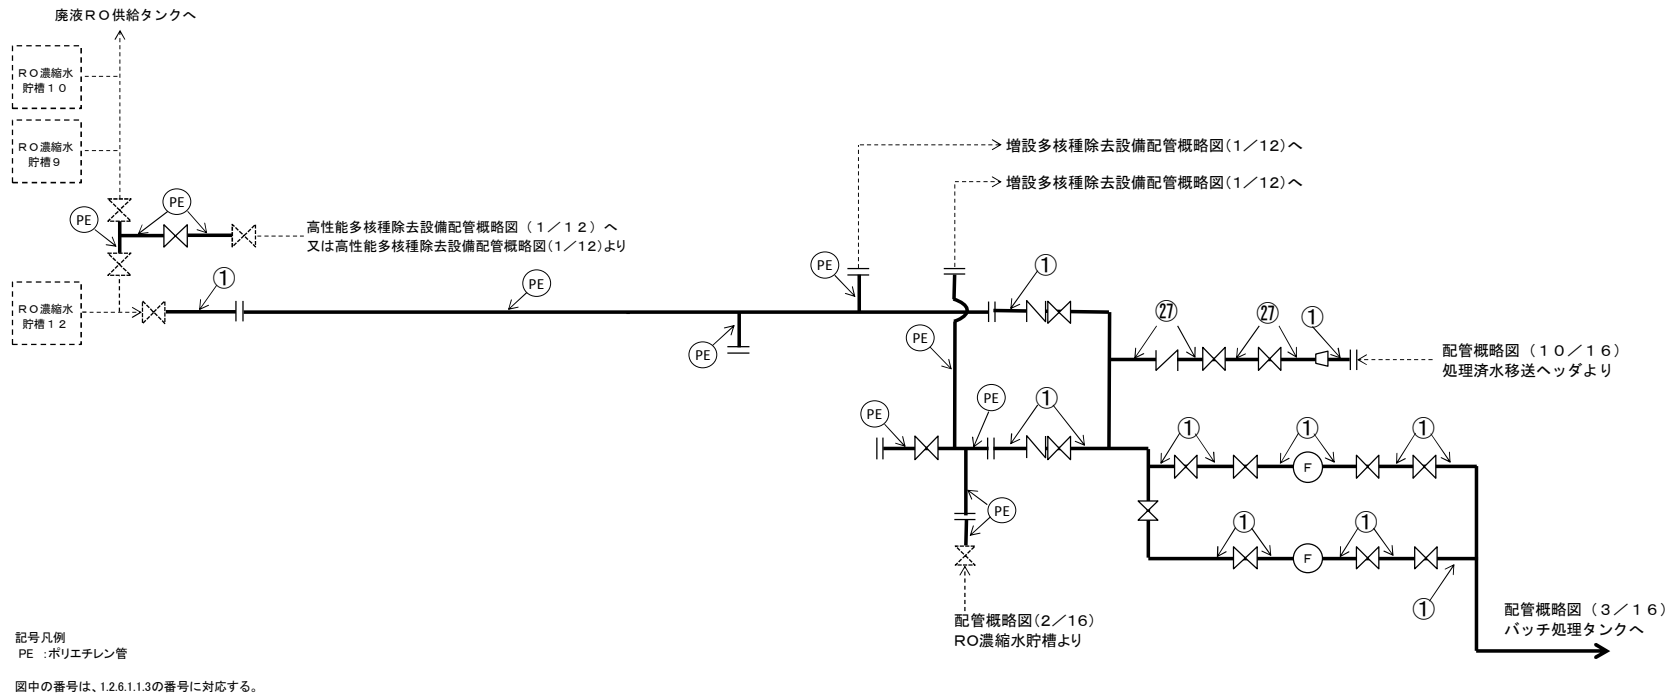 廃液RO供給タンクへ
RO濃縮水
貯槽10
RO濃縮水
貯槽9
増設多核種除去設備配管概略図(1/12)へ
増設多核種除去設備配管概略図(1/12)へ
PE
PE
高性能多核種除去設備配管概略図（1/12）へ
又は高性能多核種除去設備配管概略図(1/12)より
①
PE
PE
①
RO濃縮水
貯槽12
㉗
㉗
①
PE
PE
配管概略図（10/16）
処理済水移送ヘッダより
PE
PE
①
①
①
①
F
PE
①
①
F
①
配管概略図(2/16)
RO濃縮水貯槽より
配管概略図（3/16）
バッチ処理タンクへ
記号凡例
PE ：ポリエチレン管
図中の番号は、1.2.6.1.1.3の番号に対応する。